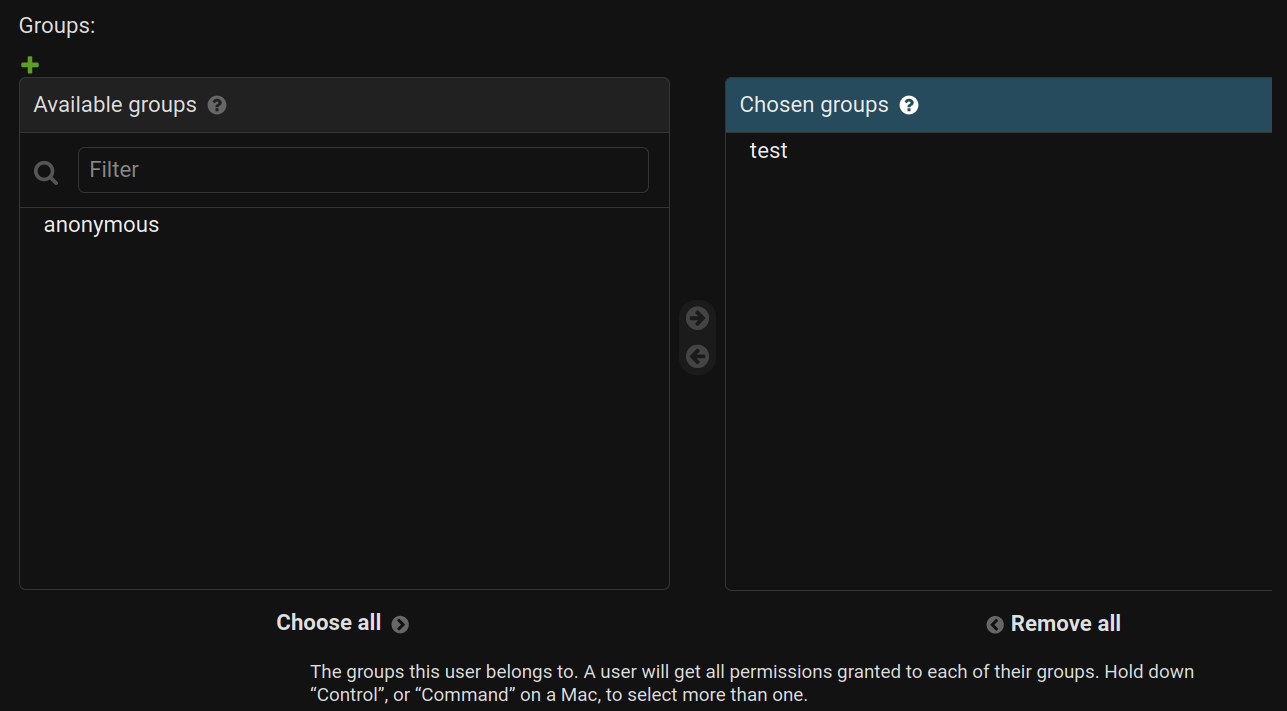 Groups:
Available groups
Chosen groups
Filter
test
anonymous
Choose all
Remove all
The groups this user belongs to. A user will get all permissions granted to each of their groups. Hold down
“Control”, or “Command” on a Mac, to select more than one.